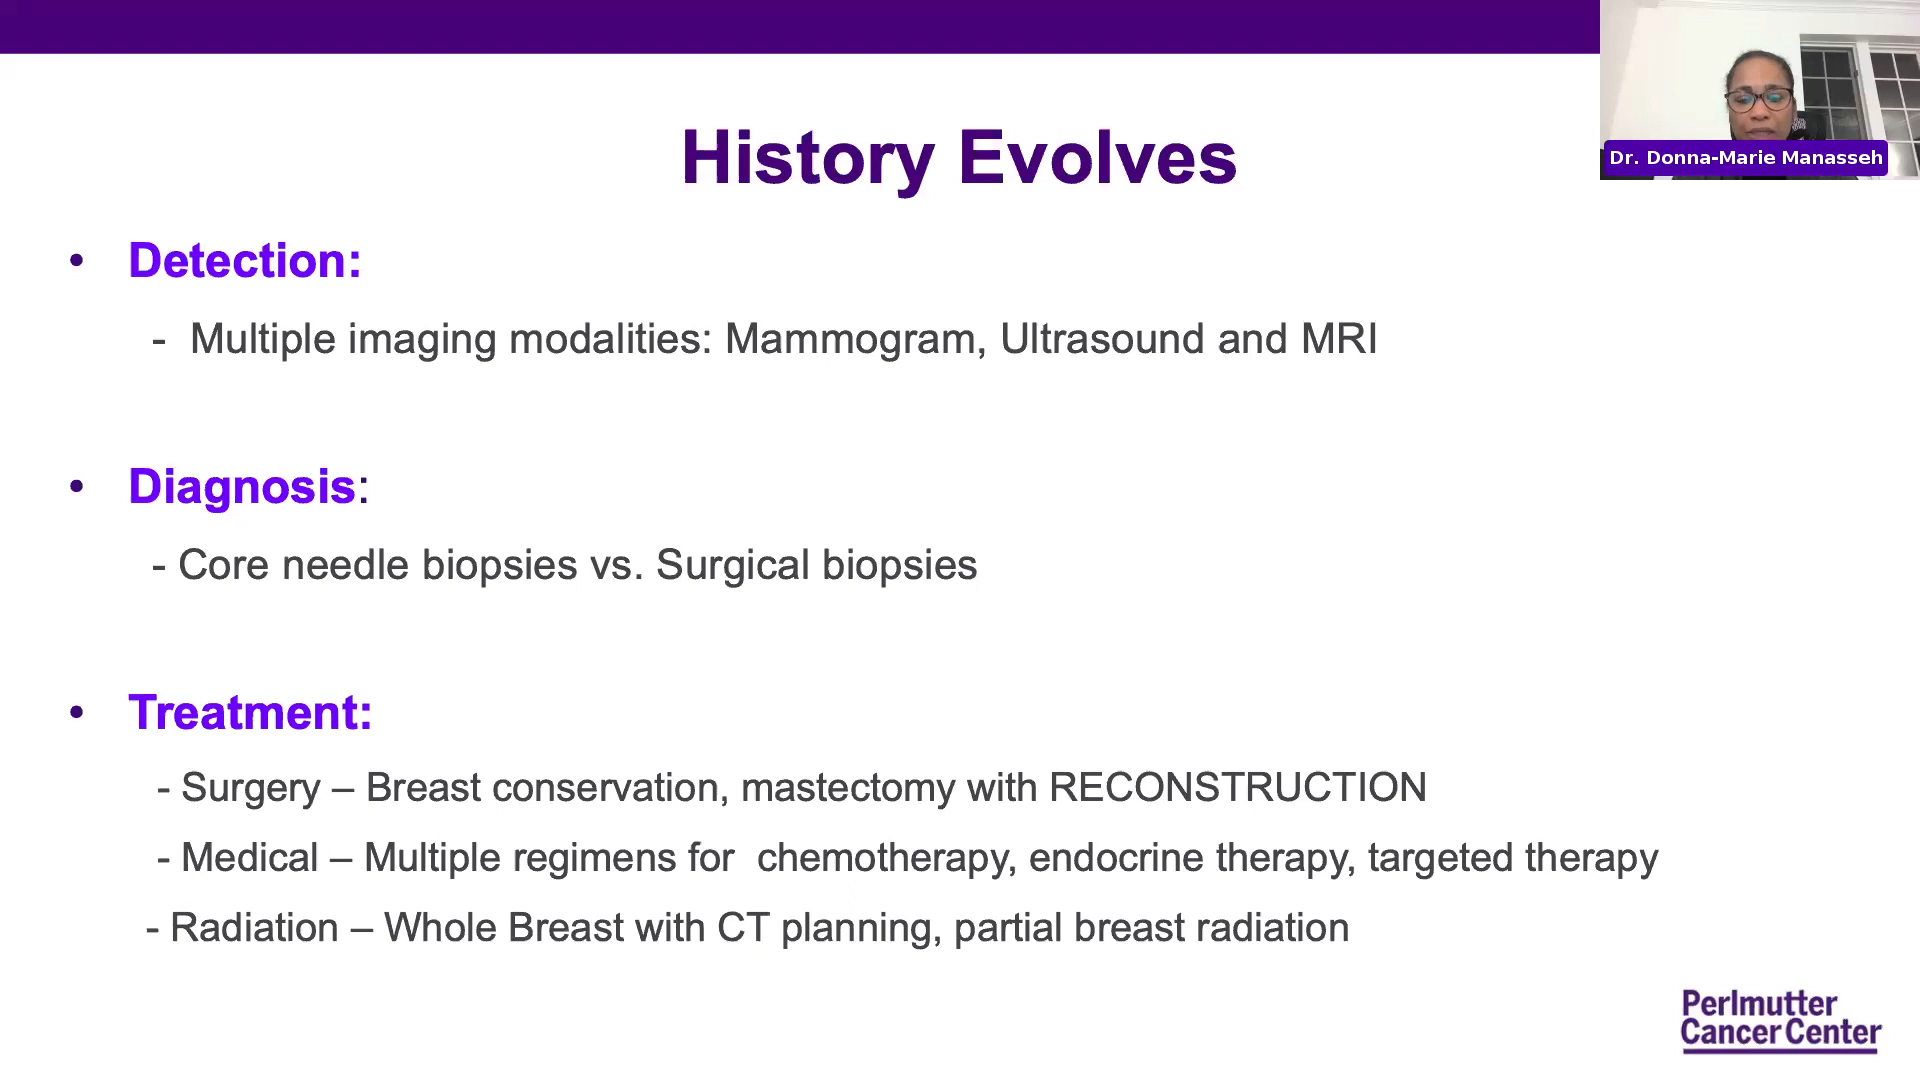 History Evolves
Dr. Donna-Marie Manasseh
• Detection:
- Multiple imaging modalities: Mammogram, Ultrasound and MRI
• Diagnosis:
- Core needle biopsies vs. Surgical biopsies
• Treatment:
- Surgery – Breast conservation, mastectomy with RECONSTRUCTION
- Medical – Multiple regimens for  chemotherapy, endocrine therapy, targeted therapy
- Radiation – Whole Breast with CT planning, partial breast radiation
Perlmutter
Cancer Center